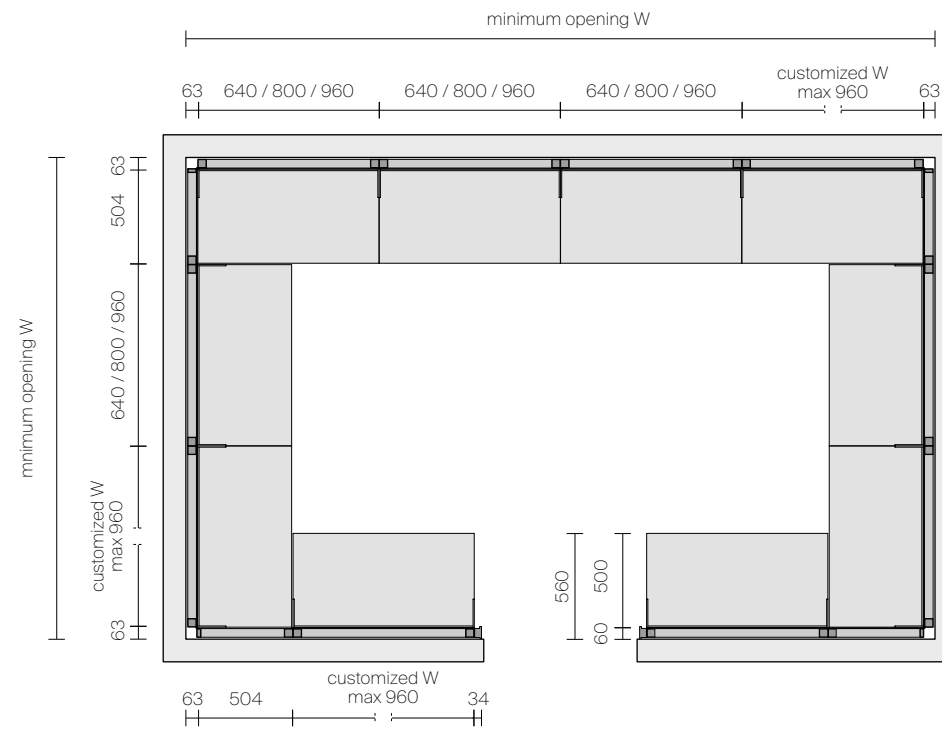 minimum opening W
customized W
63 640 / 800 / 960 640 / 800 / 960 640 / 800 / 960 max 960 63
63
504
640 / 800 / 960
mnimum opening W
customized W
max 960
63
560
500
60
customized W
63 504 max 960 34